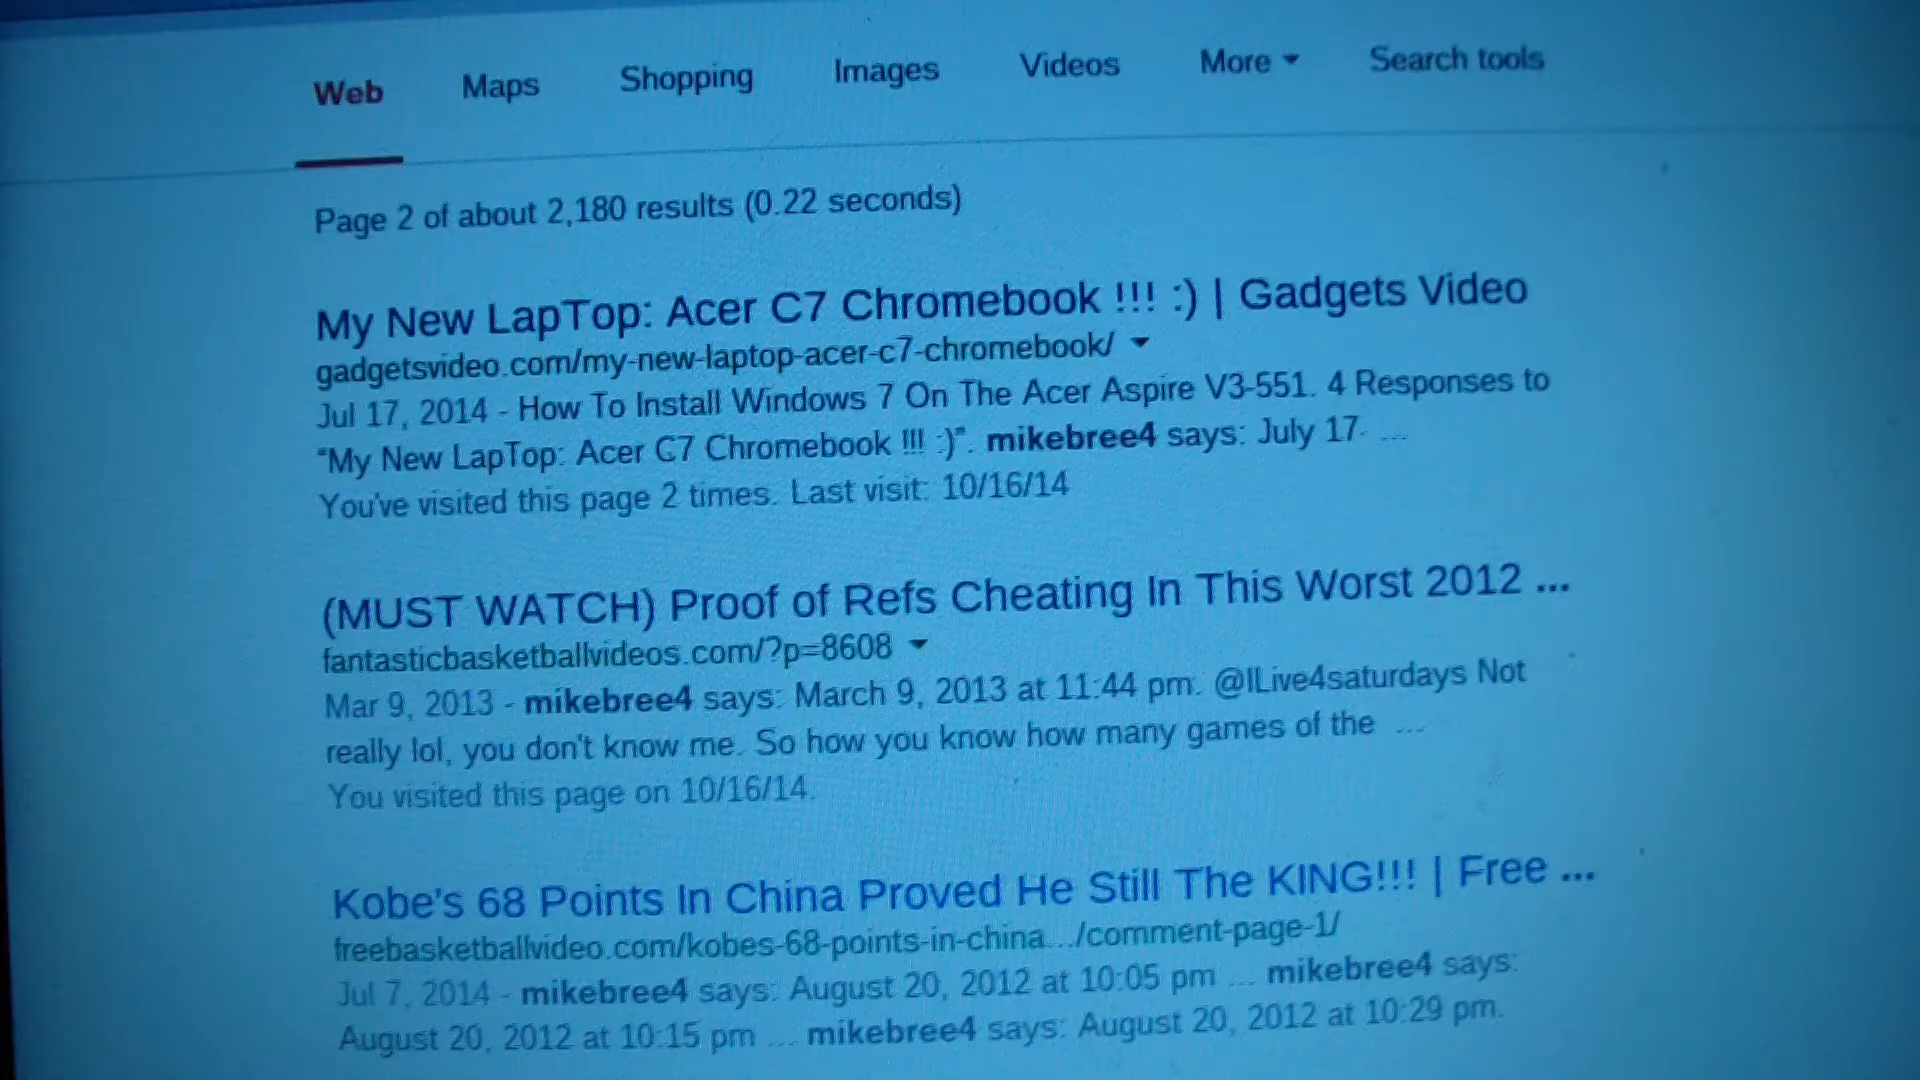 Web Maps Shopping Images Videos More Search tools
Page 2 of about 2,180 results (0.22 seconds)
My New LapTop: Acer C7 Chromebook !!! :) | Gadgets Video
gadgetsvideo.com/my-new-laptop-acer-c7-chromebook/
Jul 17, 2014 - How To Install Windows 7 On The Acer Aspire V3-551. 4 Responses to
“My New LapTop: Acer C7 Chromebook !!! :)”. mikebree4 says: July 17 ...
You've visited this page 2 times. Last visit: 10/16/14
(MUST WATCH) Proof of Refs Cheating In This Worst 2012 ...
fantasticbasketballvideos.com/?p=8608
Mar 9, 2013 - mikebree4 says: March 9, 2013 at 11:44 pm. @ILive4saturdays Not
really lol, you don't know me. So how you know how many games of the ...
You visited this page on 10/16/14.
Kobe's 68 Points In China Proved He Still The KING!!! | Free ...
freebasketballvideo.com/kobes-68-points-in-china.../comment-page-1/
Jul 7, 2014 - mikebree4 says: August 20, 2012 at 10:05 pm ... mikebree4 says:
August 20, 2012 at 10:15 pm ... mikebree4 says: August 20, 2012 at 10:29 pm.